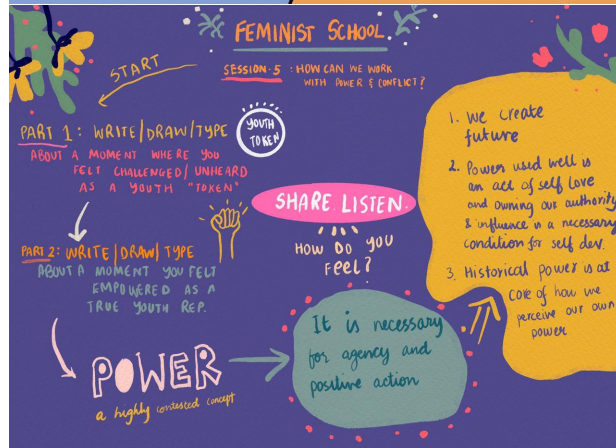 FEMINIST SCHOOL
SESSION-5 : HOW CAN WE WORK
WITH POWER & CONFLICT?
START
PART 1: WRITE/DRAW/TYPE
ABOUT A MOMENT WHERE YOU
FELT CHALLENGED/UNHEARD
AS A YOUTH "TOKEN"
YOUTH
TOKEN
PART 2: WRITE/DRAW/TYPE
ABOUT A MOMENT YOU FELT
EMPOWERED AS A
TRUE YOUTH REP.
SHARE. LISTEN.
HOW DO YOU
FEEL?
POWER
a highly contested concept
It is necessary
for agency and
positive action
1. We create
future
2. Power used well is
an act of self love
and owning our authority
& influence is a necessary
condition for self dev.
3. Historical power is at
core of how we
perceive our own
power